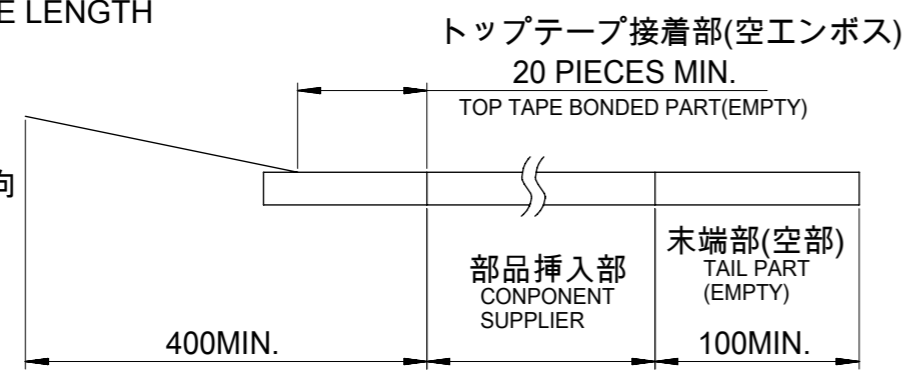 E LENGTH
トップテープ接着部(空エンボス)
20 PIECES MIN.
TOP TAPE BONDED PART(EMPTY)
向
部品挿入部
CONPONENT
SUPPLIER
末端部(空部)
TAIL PART
(EMPTY)
400MIN.
100MIN.